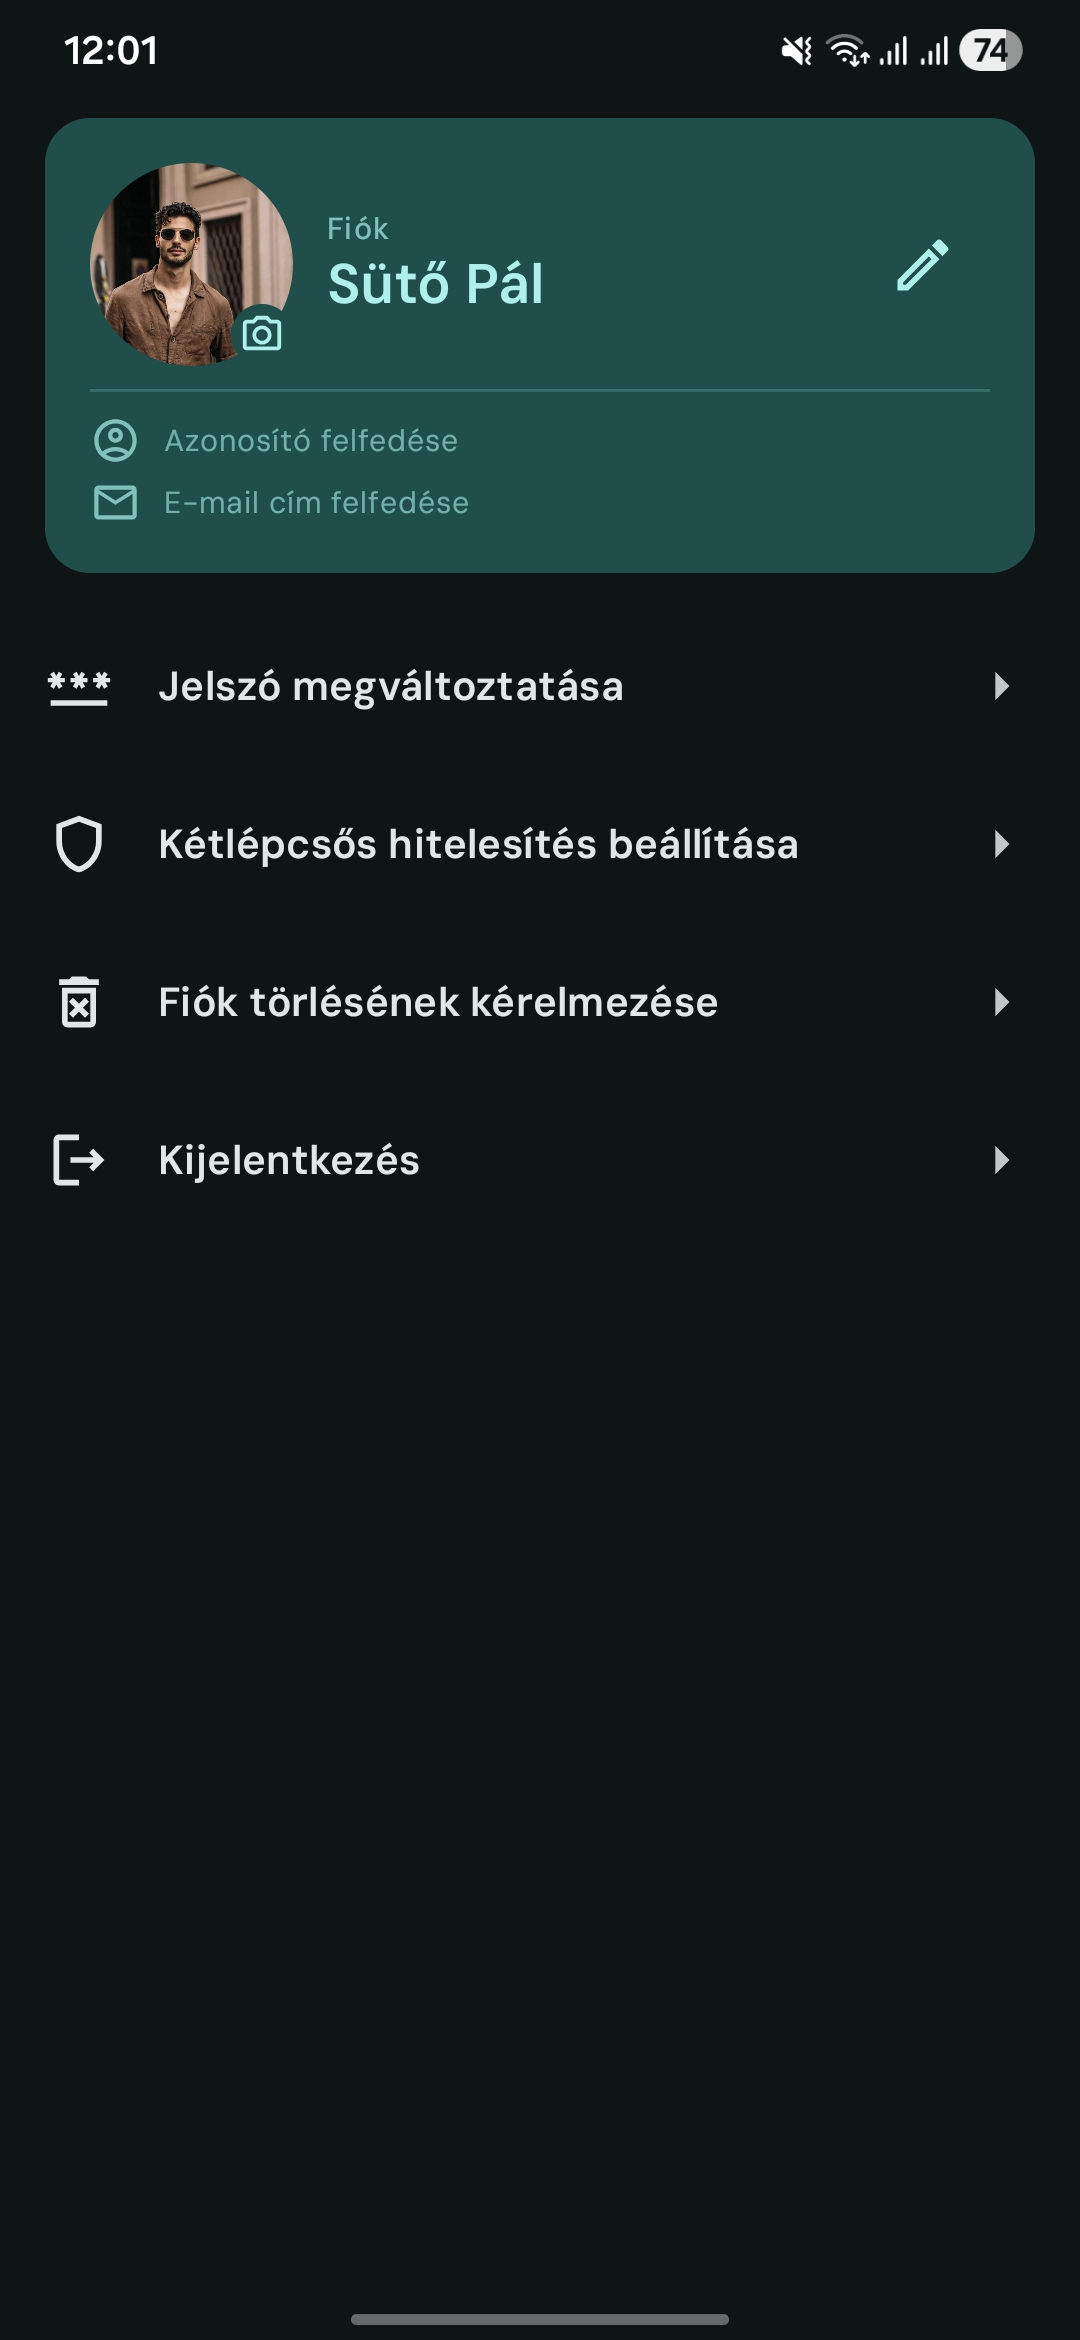 12:01
74
Fiók
Sütő Pál
Azonosító felfedése
E-mail cím felfedése
Jelszó megváltoztatása
Kétlépcsős hitelesítés beállítása
Fiók törlésének kérelmezése
Kijelentkezés